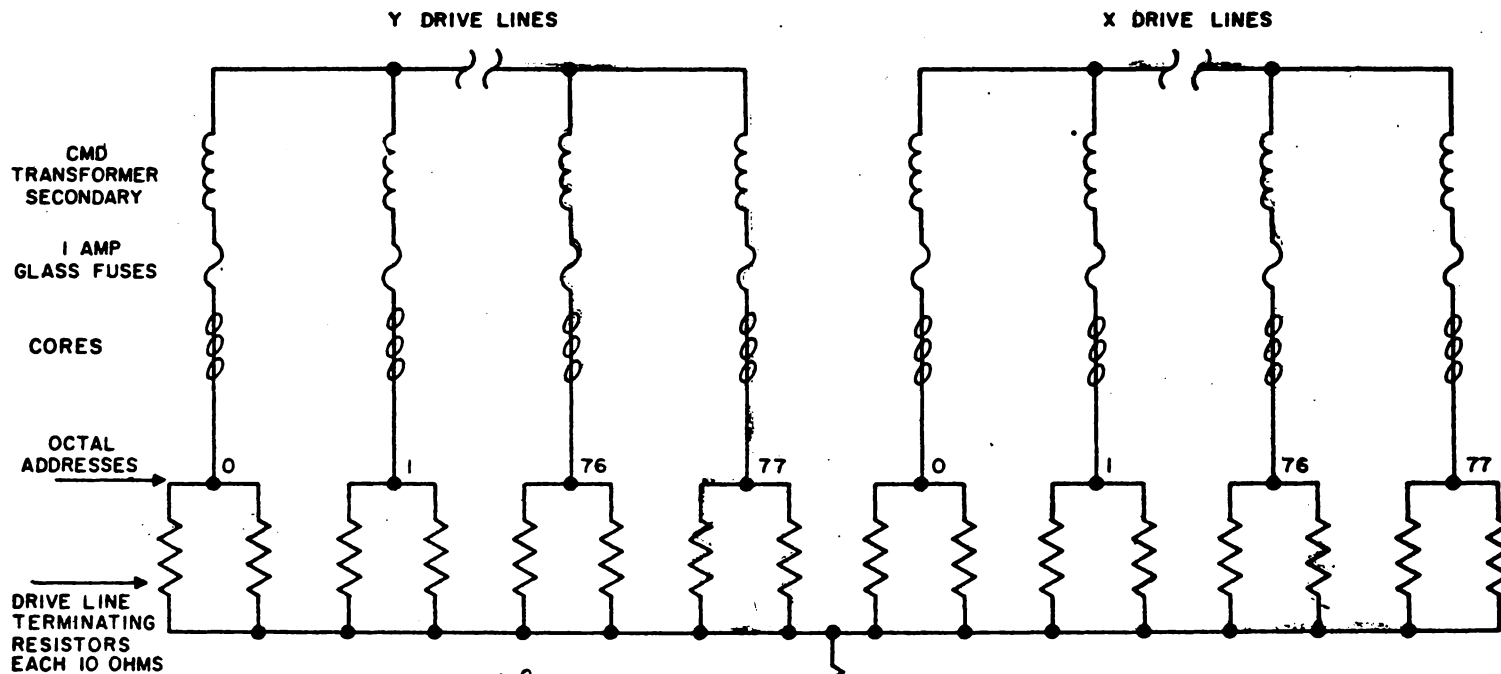 Y DRIVE LINES
X DRIVE LINES
CMD
TRANSFORMER
SECONDARY
1 AMP
GLASS FUSES
CORES
OCTAL
ADDRESSES
0
1
76
77
0
1
76
77
DRIVE LINE
TERMINATING
RESISTORS
EACH 10 OHMS